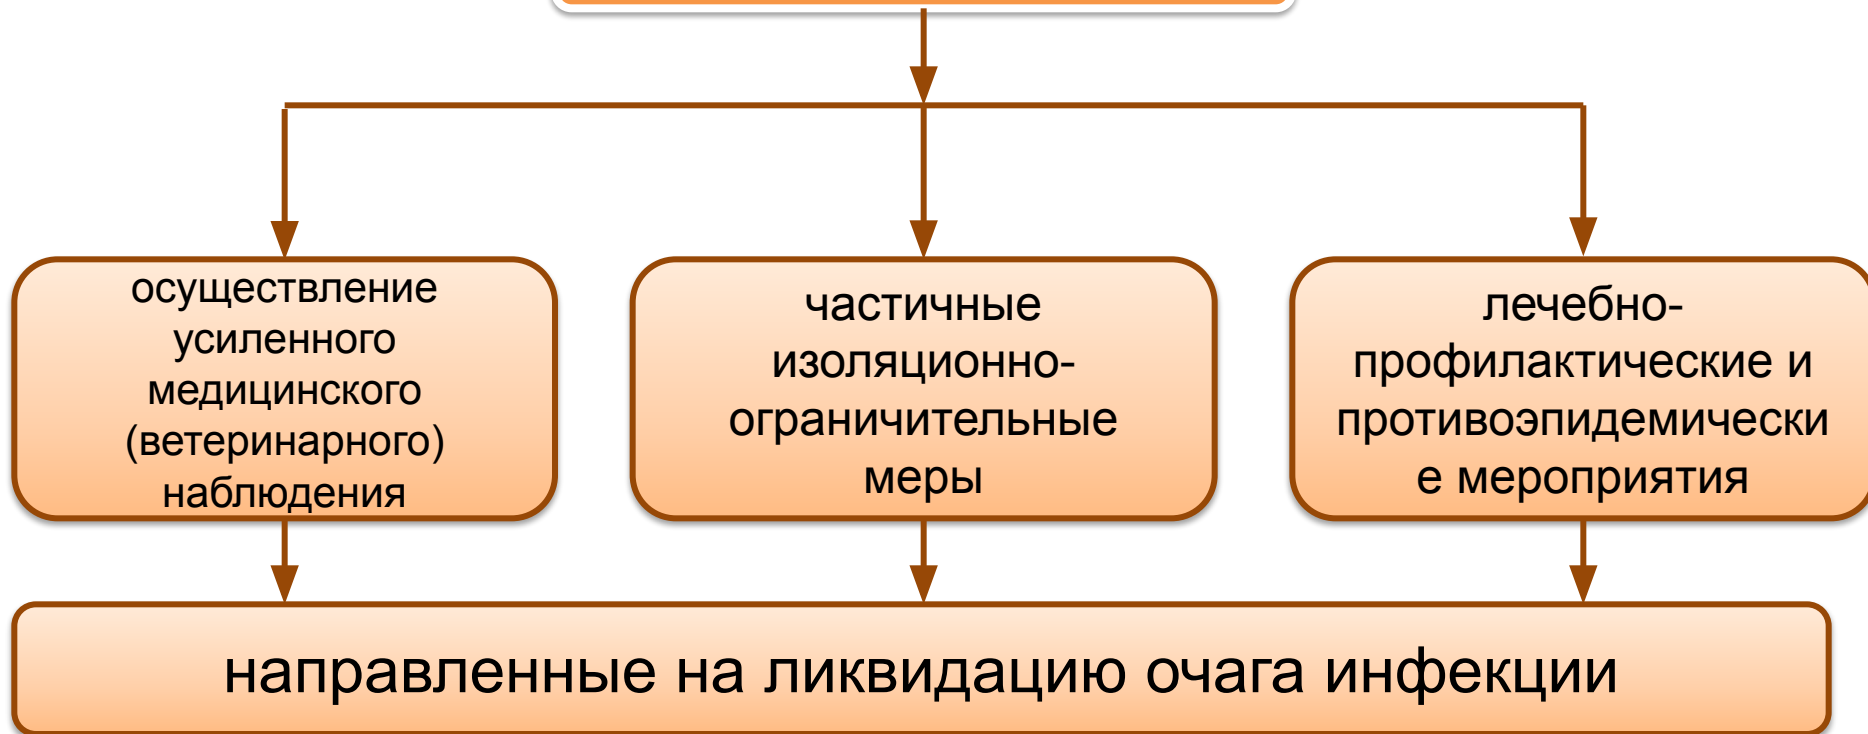 осуществление
усиленного
медицинского
(ветеринарного)
наблюдения
частичные
изоляционно-
ограничительные
меры
лечебно-
профилактические и
противоэпидемически
е мероприятия
направленные на ликвидацию очага инфекции